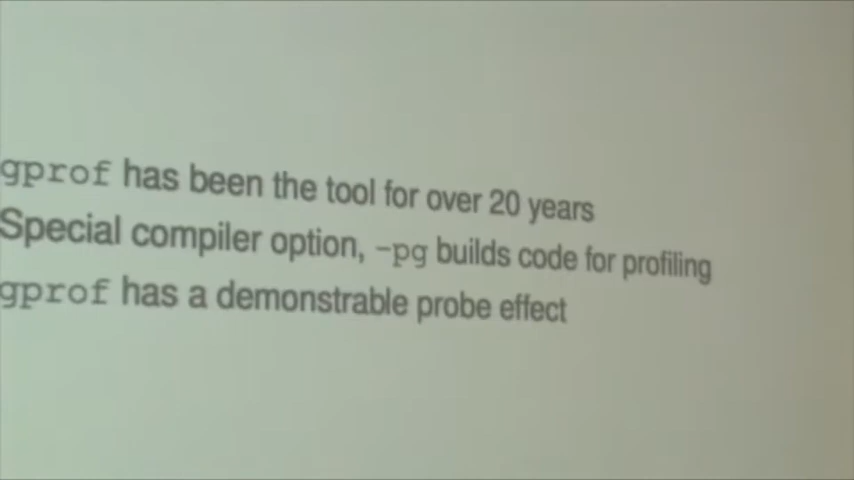 gprof has been the tool for over 20 years
Special compiler option, -pg builds code for profiling
gprof has a demonstrable probe effect